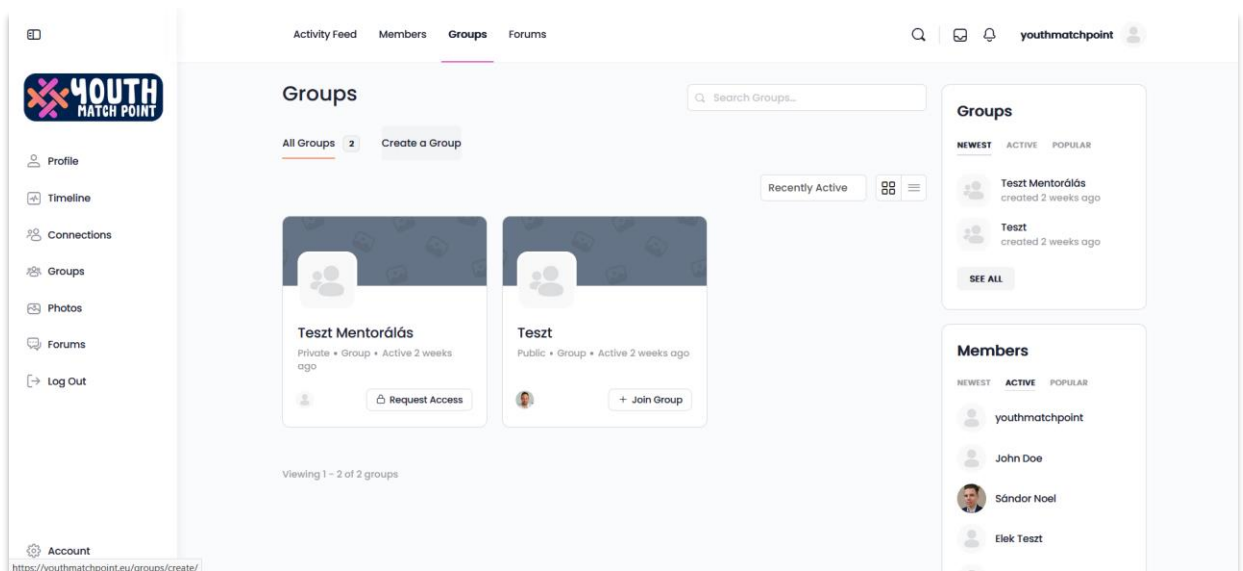 Activity Feed Members Groups Forums
youthmatchpoint
YOUTH
MATCH POINT
Profile
Timeline
Connections
Groups
Photos
Forums
Log Out
Account
https://youthmatchpoint.eu/groups/create/
Groups
Search Groups...
All Groups 2 Create a Group
Recently Active
Teszt Mentorálás
Private • Group • Active 2 weeks
ago
Request Access
Teszt
Public • Group • Active 2 weeks ago
+ Join Group
Viewing 1 - 2 of 2 groups
Groups
NEWEST ACTIVE POPULAR
Teszt Mentorálás
created 2 weeks ago
Teszt
created 2 weeks ago
SEE ALL
Members
NEWEST ACTIVE POPULAR
youthmatchpoint
John Doe
Sándor Noel
Elek Teszt